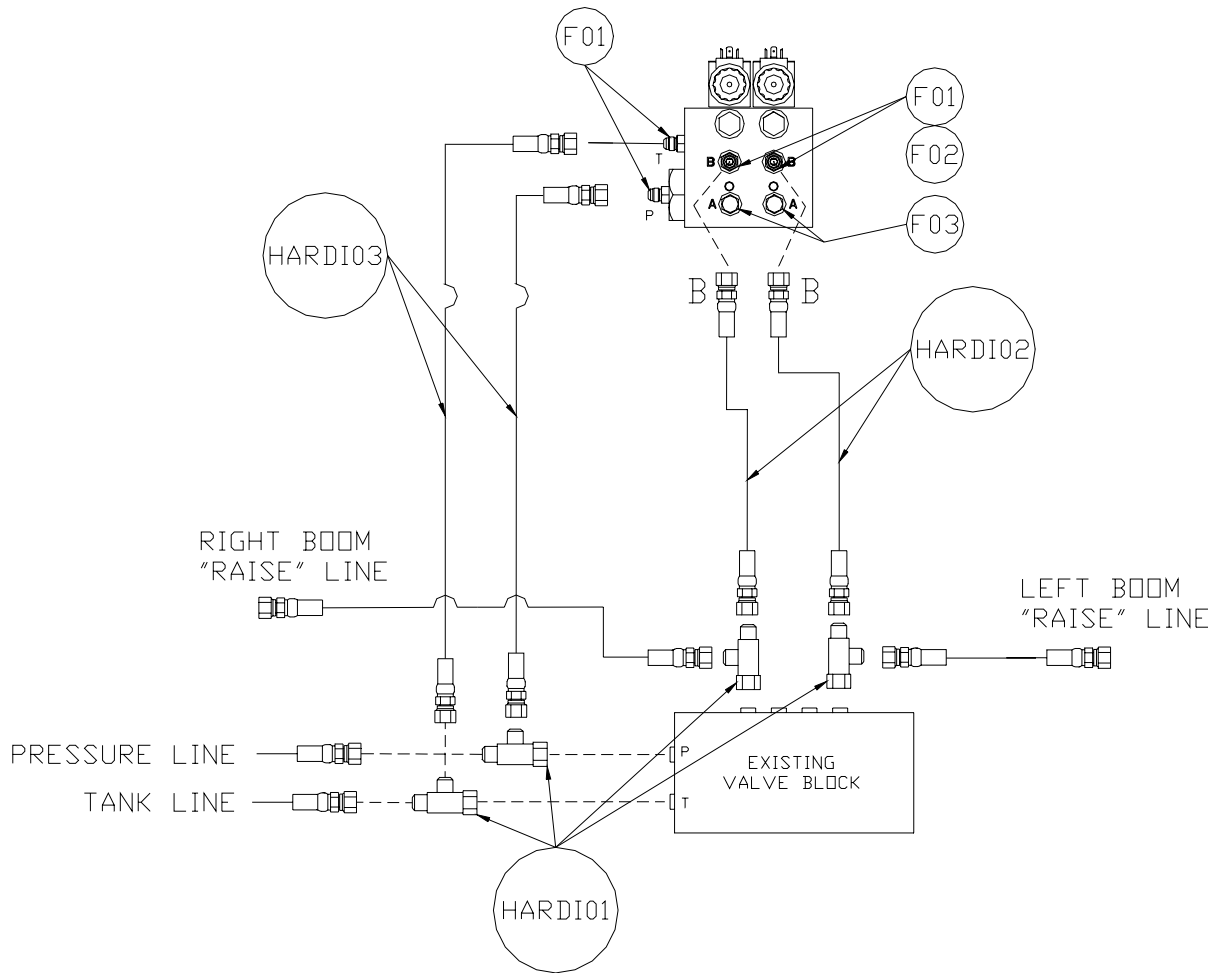 F01
F01
T
B
B
F02
P
A
A
F03
HARDI03
B
B
HARDI02
RIGHT BOOM
"RAISE" LINE
LEFT BOOM
"RAISE" LINE
PRESSURE LINE
P
EXISTING
VALVE BLOCK
TANK LINE
T
HARDI01